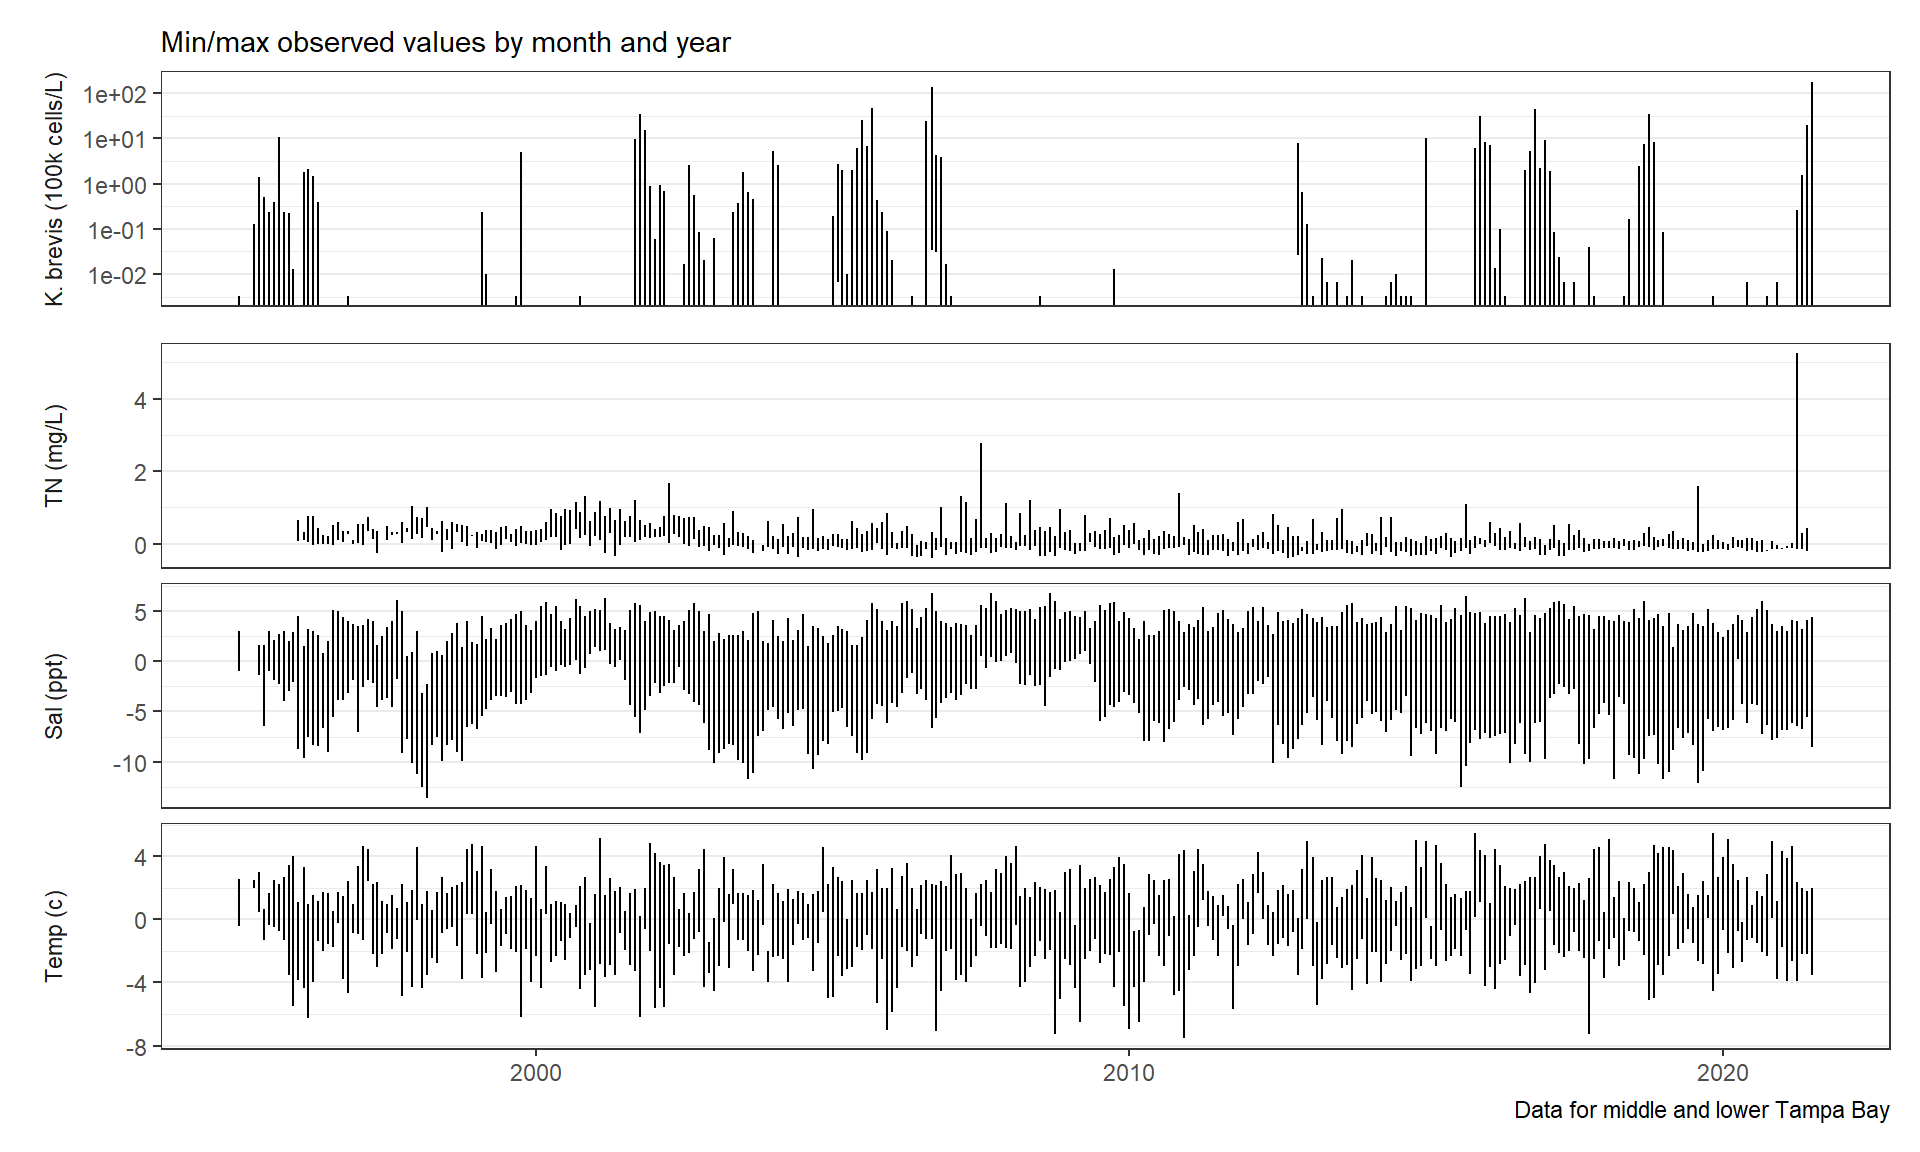 Min/max observed values by month and year
K. brevis (100k cells/L)
1e+02
1e+01
1e+00
1e-01
1e-02
TN (mg/L)
4
2
0
Sal (ppt)
5
0
-5
-10
Temp (c)
4
0
-4
-8
2000 2010 2020
Data for middle and lower Tampa Bay